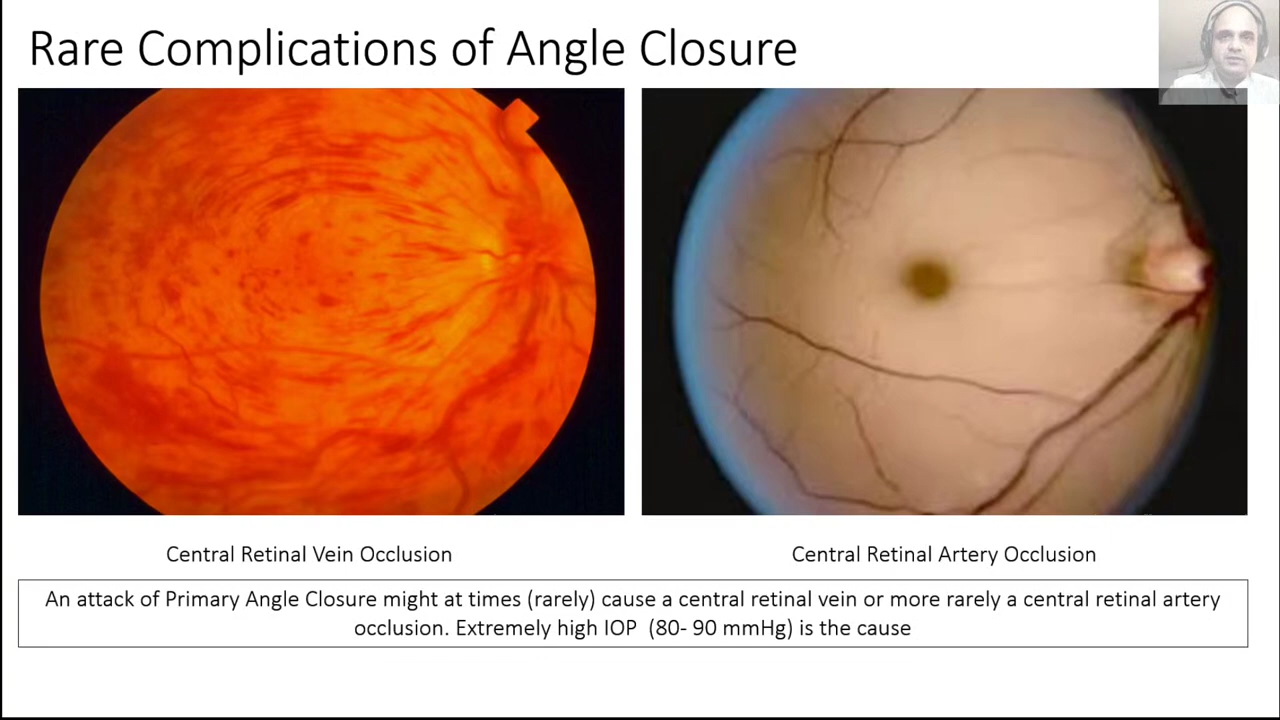 Rare Complications of Angle Closure
Central Retinal Vein Occlusion
Central Retinal Artery Occlusion
An attack of Primary Angle Closure might at times (rarely) cause a central retinal vein or more rarely a central retinal artery
occlusion. Extremely high IOP (80- 90 mmHg) is the cause